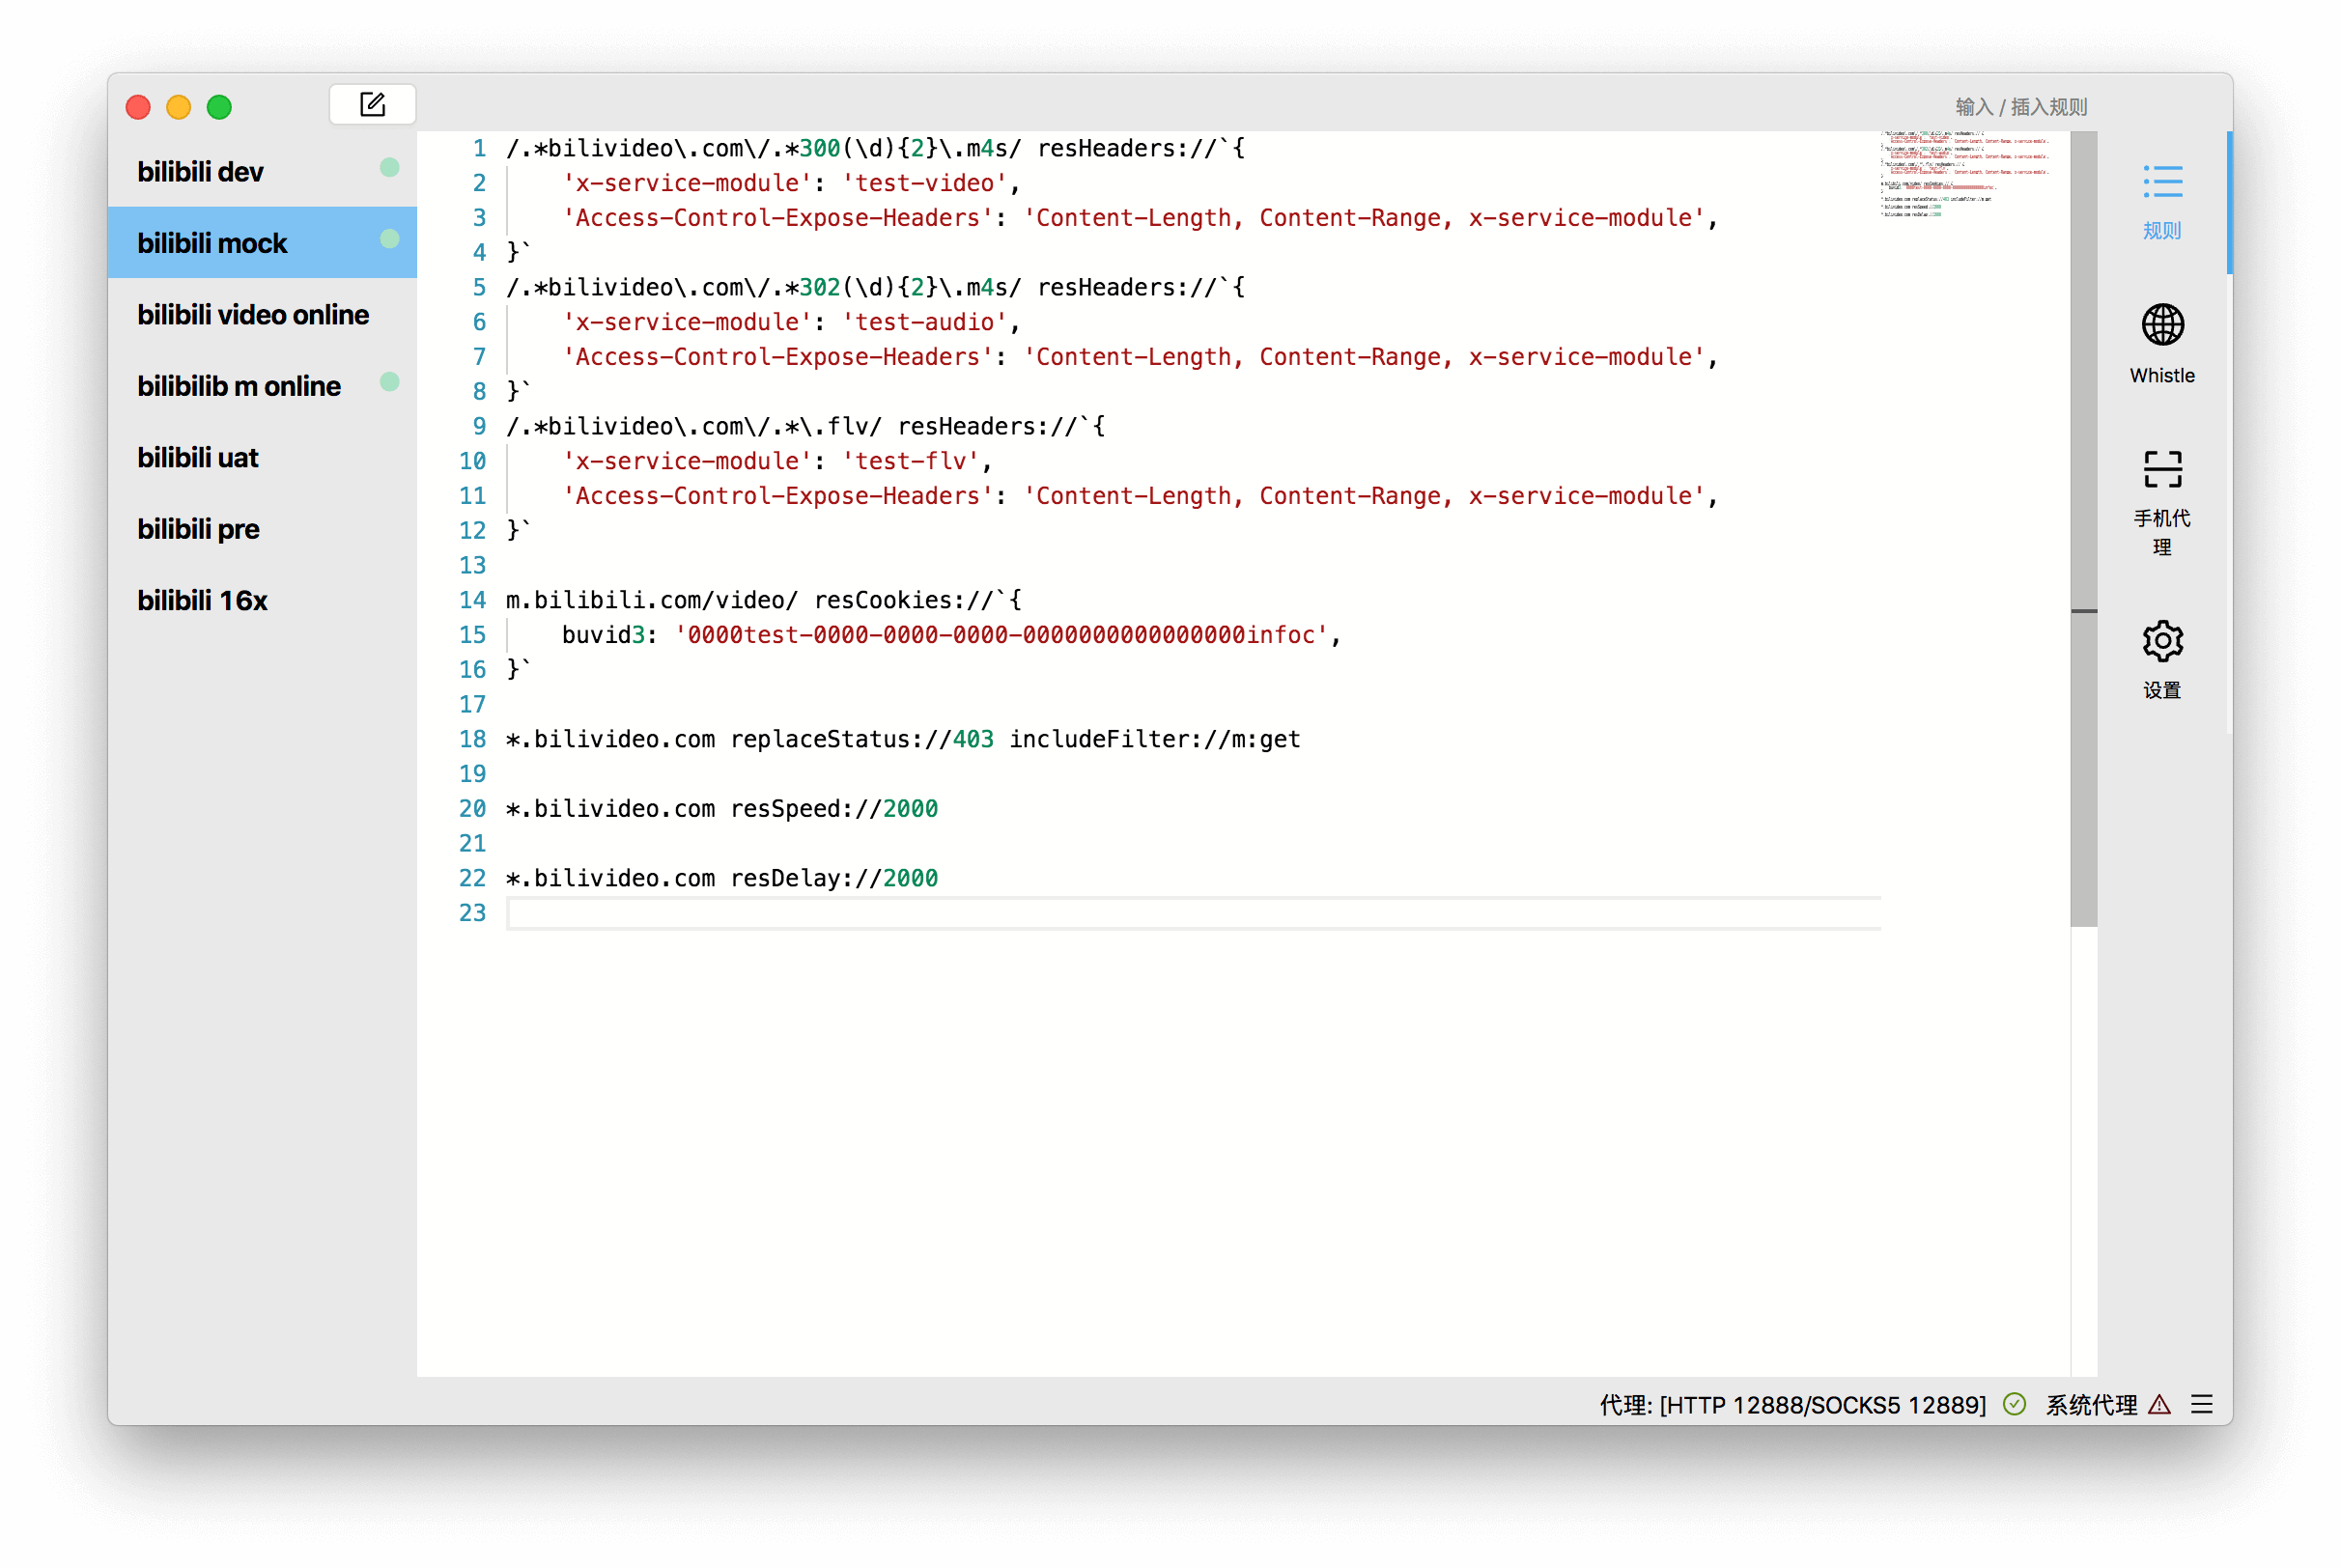 输入 / 插入规则
bilibili dev
bilibili mock
bilibili video online
bilibilib m online
bilibili uat
bilibili pre
bilibili 16x
1 /.*bilivideo\.com\/.*300(\d){2}\.m4s/ resHeaders://`{
2 'x-service-module': 'test-video',
3 'Access-Control-Expose-Headers': 'Content-Length, Content-Range, x-service-module',
4 }`
5 /.*bilivideo\.com\/.*302(\d){2}\.m4s/ resHeaders://`{
6 'x-service-module': 'test-audio',
7 'Access-Control-Expose-Headers': 'Content-Length, Content-Range, x-service-module',
8 }`
9 /.*bilivideo\.com\/.*\.flv/ resHeaders://`{
10 'x-service-module': 'test-flv',
11 'Access-Control-Expose-Headers': 'Content-Length, Content-Range, x-service-module',
12 }`
13
14 m.bilibili.com/video/ resCookies://`{
15 buvid3: '0000test-0000-0000-0000-0000000000000000infoc',
16 }`
17
18 *.bilivideo.com replaceStatus://403 includeFilter://m:get
19
20 *.bilivideo.com resSpeed://2000
21
22 *.bilivideo.com resDelay://2000
23
规则
Whistle
手机代
理
设置
代理: [HTTP 12888/SOCKS5 12889] 系统代理